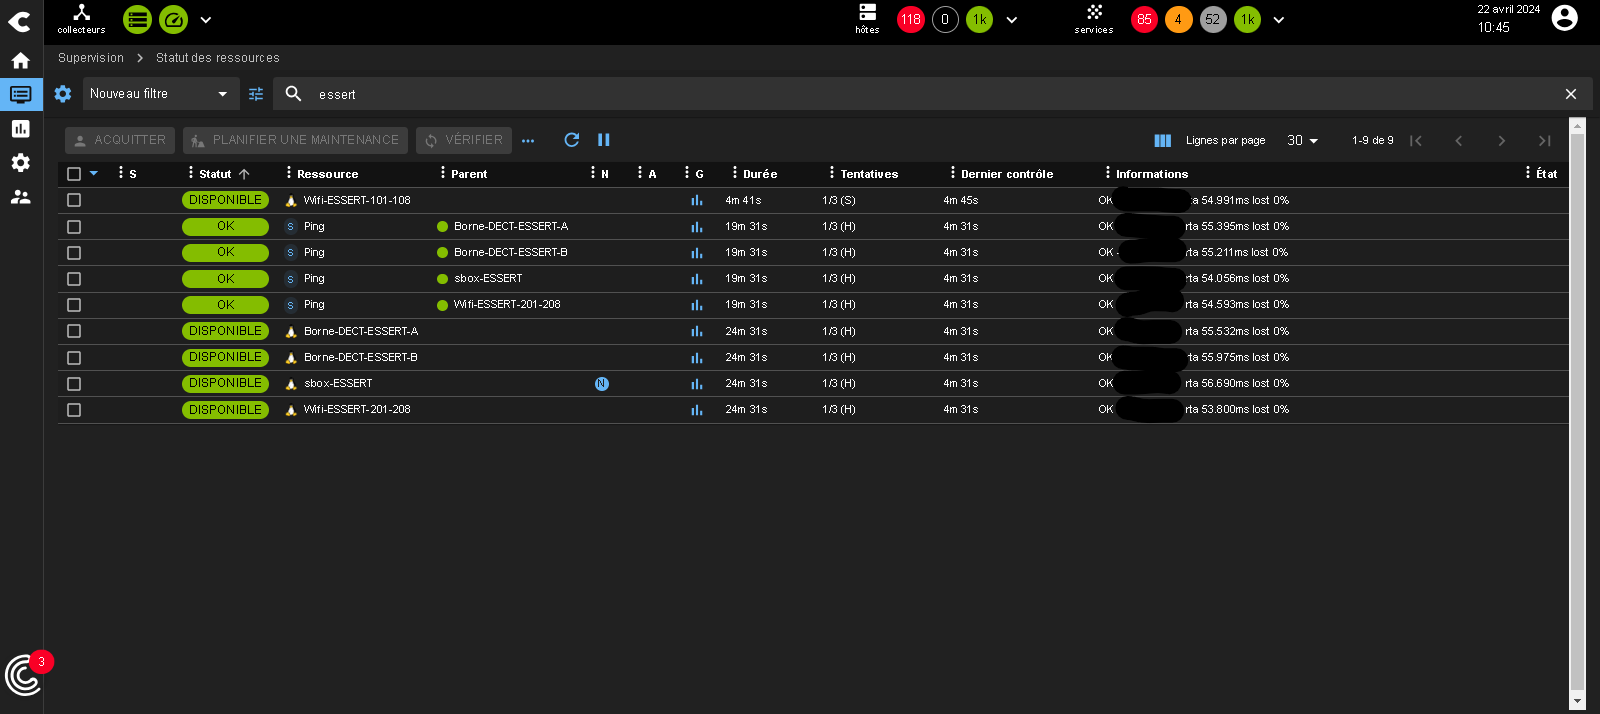 collecteurs
hôtes 118 0 1k
services 85 4 52 1k
22 avril 2024
10:45
Supervision > Statut des ressources
Nouveau filtre
essert
ACQUITTER PLANIFIER UNE MAINTENANCE VÉRIFIER ... Lignes par page 30 1-9 de 9
S Statut Ressource Parent N A G Durée Tentatives Dernier contrôle Informations État
DISPONIBLE Wifi-ESSERT-101-108 4m 41s 1/3 (S) 4m 45s OK rta 54.991ms lost 0%
OK S Ping Borne-DECT-ESSERT-A 19m 31s 1/3 (H) 4m 31s OK rta 55.395ms lost 0%
OK S Ping Borne-DECT-ESSERT-B 19m 31s 1/3 (H) 4m 31s OK - rta 55.211ms lost 0%
OK S Ping sbox-ESSERT 19m 31s 1/3 (H) 4m 31s OK rta 54.056ms lost 0%
OK S Ping Wifi-ESSERT-201-208 19m 31s 1/3 (H) 4m 31s OK rta 54.593ms lost 0%
DISPONIBLE Borne-DECT-ESSERT-A 24m 31s 1/3 (H) 4m 31s OK rta 55.532ms lost 0%
DISPONIBLE Borne-DECT-ESSERT-B 24m 31s 1/3 (H) 4m 31s OK rta 55.975ms lost 0%
DISPONIBLE sbox-ESSERT N 24m 31s 1/3 (H) 4m 31s OK rta 56.690ms lost 0%
DISPONIBLE Wifi-ESSERT-201-208 24m 31s 1/3 (H) 4m 31s OK rta 53.800ms lost 0%
3